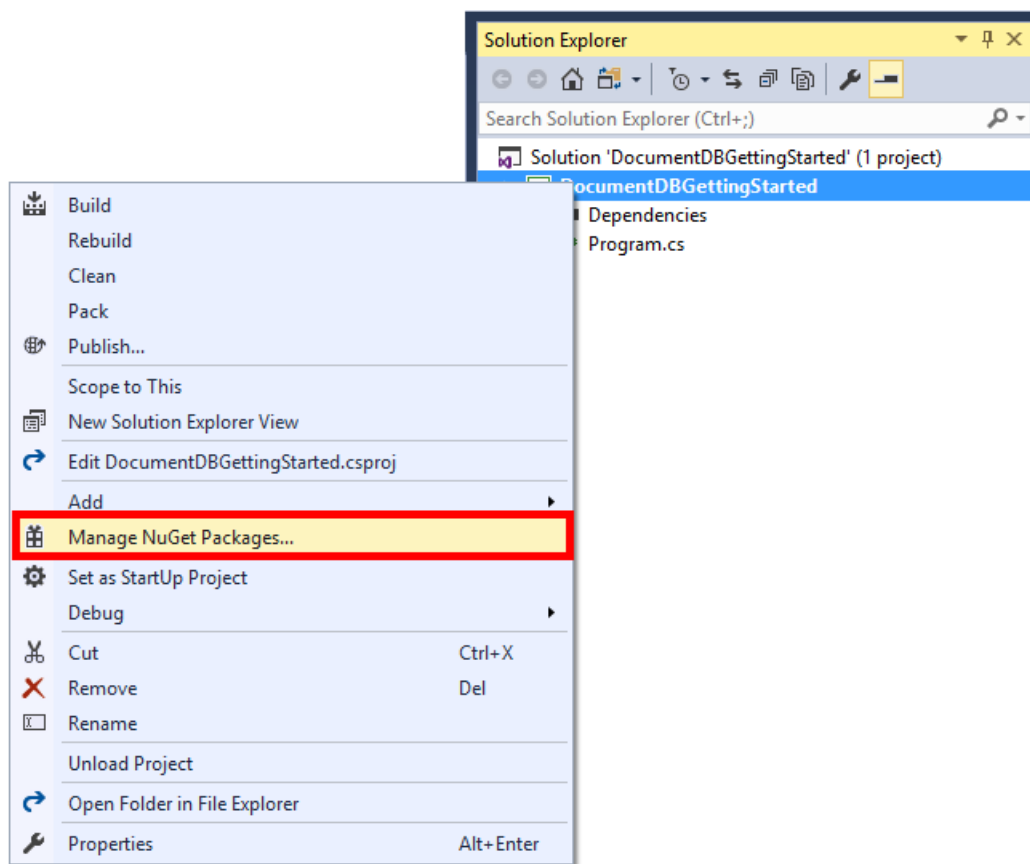 Solution Explorer
Search Solution Explorer (Ctrl+;)
Solution 'DocumentDBGettingStarted' (1 project)
DocumentDBGettingStarted
Dependencies
Program.cs
Build
Rebuild
Clean
Pack
Publish...
Scope to This
New Solution Explorer View
Edit DocumentDBGettingStarted.csproj
Add
Manage NuGet Packages...
Set as StartUp Project
Debug
Cut Ctrl+X
Remove Del
Rename
Unload Project
Open Folder in File Explorer
Properties Alt+Enter